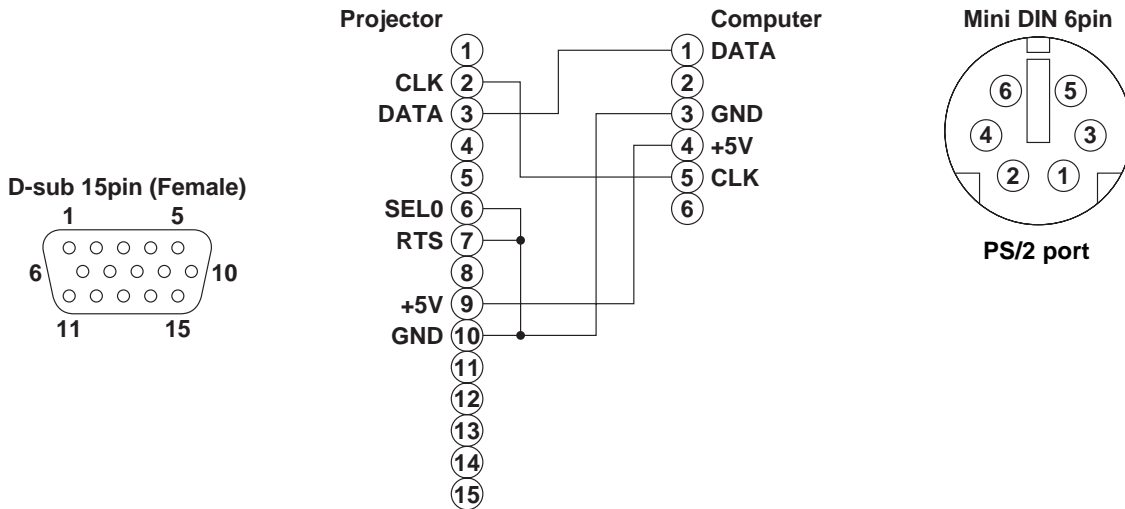 Projector
Computer
Mini DIN 6pin
1
CLK 2
DATA 3
4
5
SEL0 6
RTS 7
8
+5V 9
GND 10
11
12
13
14
15
1 DATA
2
3 GND
4 +5V
5 CLK
6
D-sub 15pin (Female)
1 5
6 10
11 15
6 5
4 3
2 1
PS/2 port